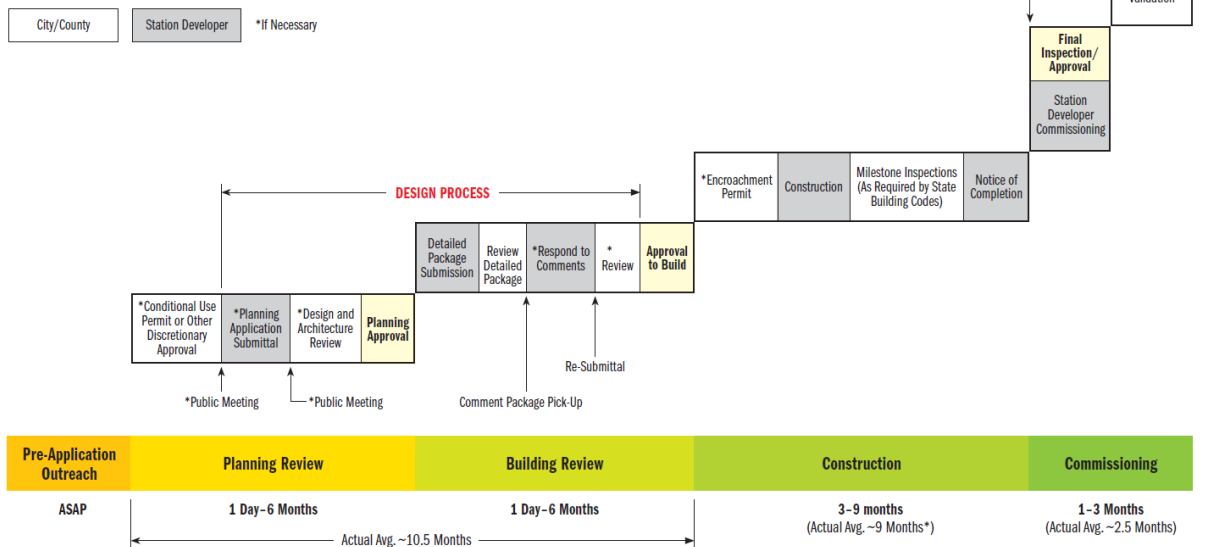 City/County
Station Developer
*If Necessary
Validation
Final
Inspection/
Approval
Station
Developer
Commissioning
*Encroachment
Permit
Construction
Milestone Inspections
(As Required by State
Building Codes)
Notice of
Completion
DESIGN PROCESS
Detailed
Package
Submission
Review
Detailed
Package
*Respond to
Comments
*
Review
Approval
to Build
*Conditional Use
Permit or Other
Discretionary
Approval
*Planning
Application
Submittal
*Design and
Architecture
Review
Planning
Approval
Re-Submittal
*Public Meeting
*Public Meeting
Comment Package Pick-Up
Pre-Application
Outreach
Planning Review
Building Review
Construction
Commissioning
ASAP
1 Day–6 Months
1 Day–6 Months
3–9 months
(Actual Avg. ~9 Months*)
1–3 Months
(Actual Avg. ~2.5 Months)
Actual Avg. ~10.5 Months